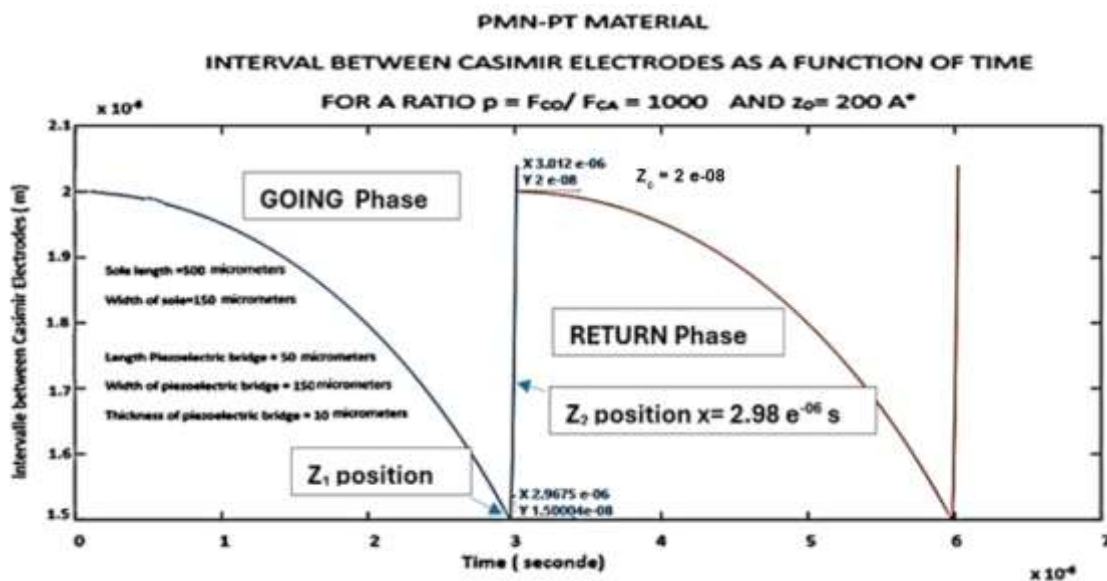 PMN-PT MATERIAL
INTERVAL BETWEEN CASIMIR ELECTRODES AS A FUNCTION OF TIME
FOR A RATIO p = FCO/ FCA = 1000 AND zO= 200 A°
x 10⁻⁸
2.1
2
1.9
1.8
1.7
1.6
1.5
Intervalle between Casimir Electrodes ( m)
GOING Phase
X 3.012 e-06
Y 2 e-08
Z₀ = 2 e-08
Sole length =500 micrometers
Width of sole=150 micrometers
RETURN Phase
Length Piezoelectric bridge = 50 micrometers
Width of piezoelectric bridge = 150 micrometers
Thickness of piezoelectric bridge = 10 micrometers
Z₂ position x= 2.98 e⁻⁰⁶ s
Z₁ position
X 2.9675 e-06
Y 1.50004e-08
0 1 2 3 4 5 6 7
Time ( seconde)
x 10⁻⁶